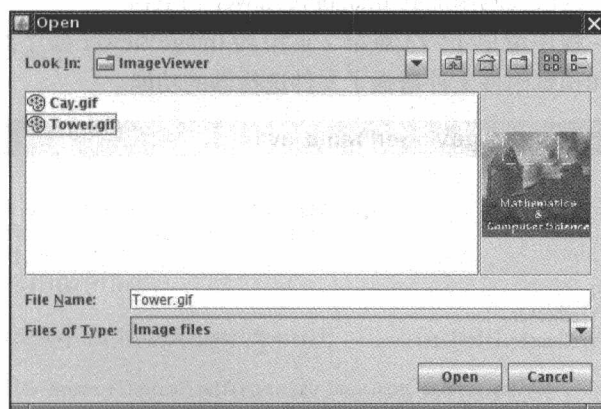 Open
Look In: ImageViewer
Cay.gif
Tower.gif
Mathematics
&
Computer Science
File Name: Tower.gif
Files of Type: Image files
Open Cancel